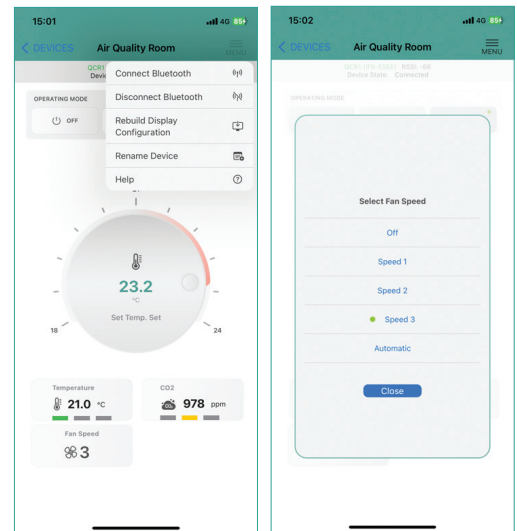 15:01
4G 85
DEVICES
Air Quality Room
MENU
QCR1
Devic
OPERATING MODE
OFF
Connect Bluetooth
Disconnect Bluetooth
Rebuild Display
Configuration
Rename Device
Help
21
23.2
°C
Set Temp. Set
18
24
Temperature
21.0 °C
CO2
978 ppm
Fan Speed
3
15:02
4G 85
DEVICES
Air Quality Room
MENU
Device State: Connected
OPERATING MODE
Select Fan Speed
Off
Speed 1
Speed 2
Speed 3
Automatic
Close